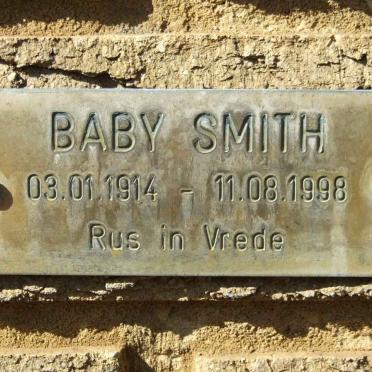 BABY SMITH
03.01.1914 - 11.08.1998
Rus in Vrede